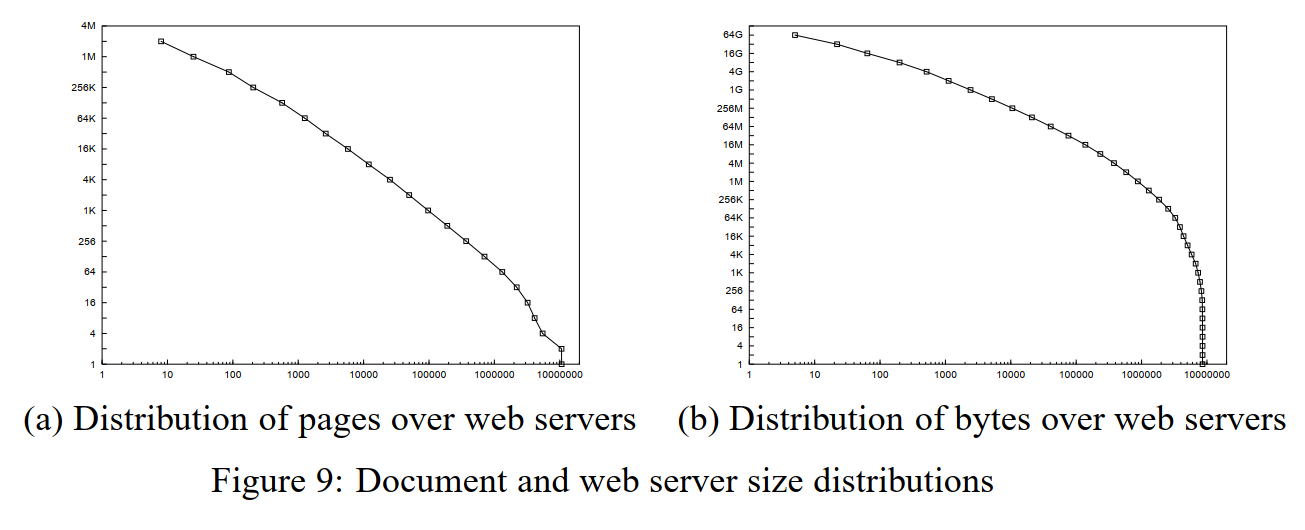 4M
1M
256K
64K
16K
4K
1K
256
64
16
4
1
1 10 100 1000 10000 100000 1000000 10000000
64G
16G
4G
1G
256M
64M
16M
4M
1M
256K
64K
16K
4K
1K
256
64
16
4
1
1 10 100 1000 10000 100000 1000000 10000000
(a) Distribution of pages over web servers
(b) Distribution of bytes over web servers
Figure 9: Document and web server size distributions